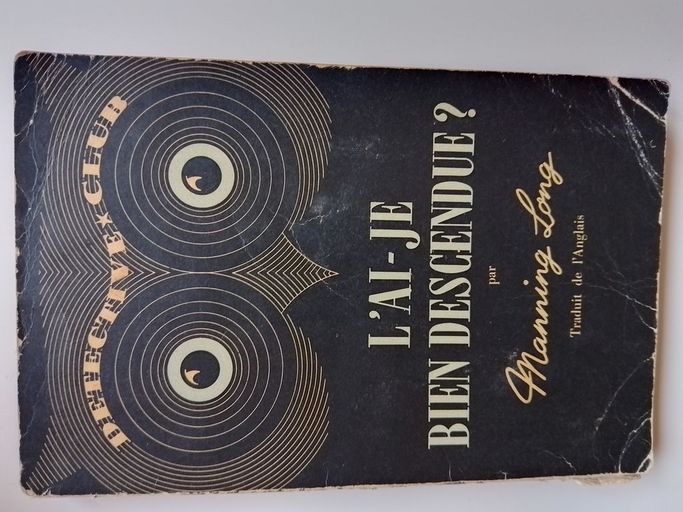 DETECTIVE★CLUB
L'AI-JE
BIEN DESCENDUE ?
par
Manning Long
Traduit de l'Anglais